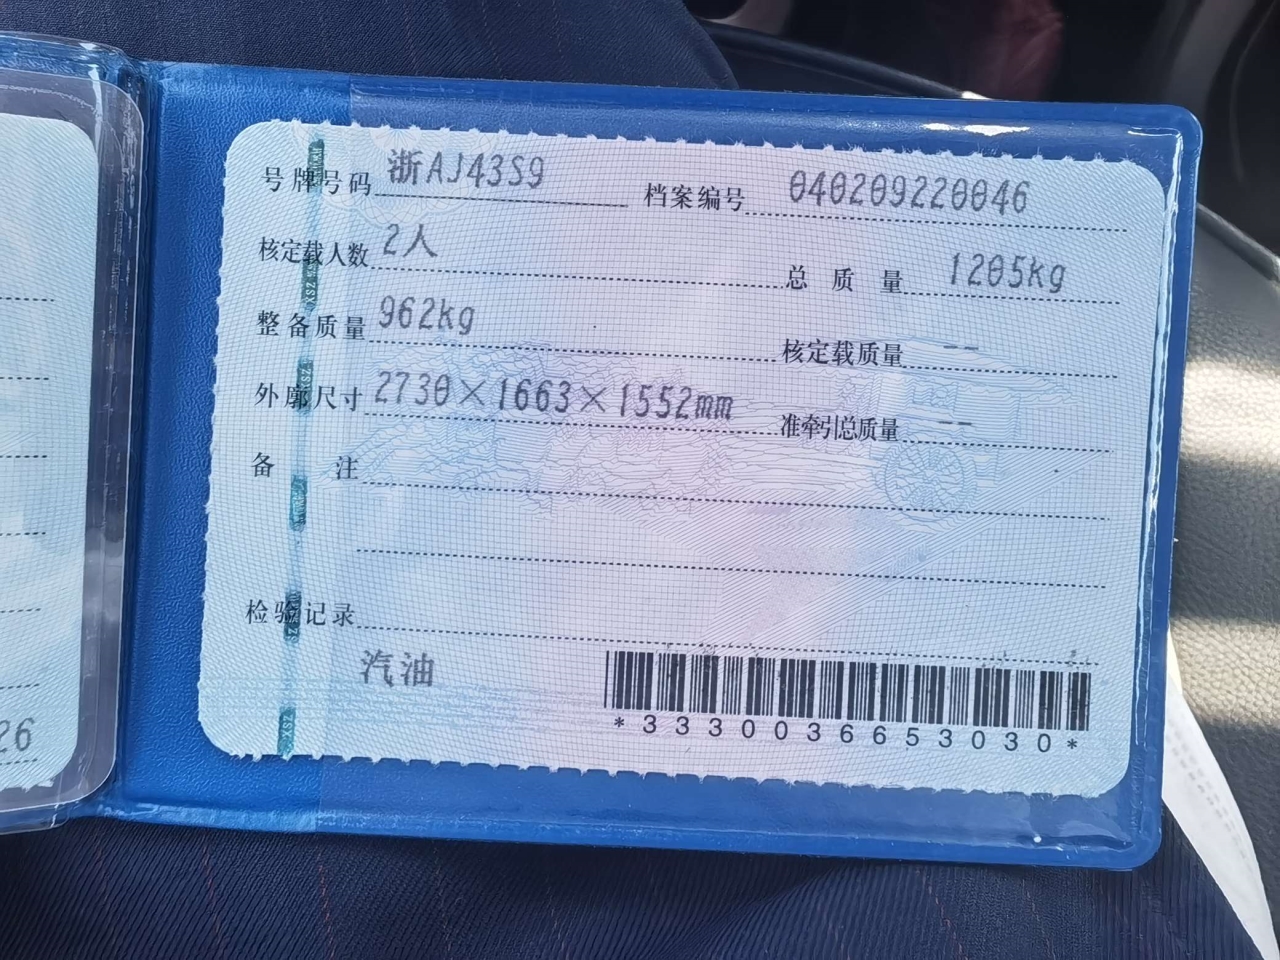 号牌号码 浙AJ43S9 档案编号 040209220046
核定载人数 2人 总质量 1205kg
整备质量 962kg 核定载质量 --
外廓尺寸 2730×1663×1552mm 准牵引总质量 --
备注
检验记录
汽油
*3330036653030*
26